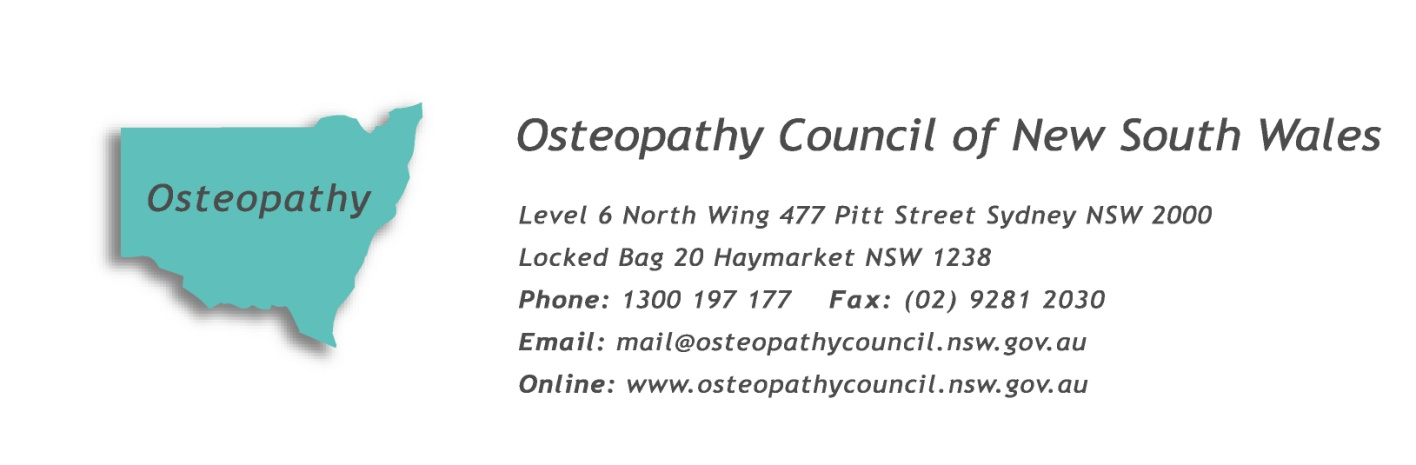 Osteopathy
Osteopathy Council of New South Wales
Level 6 North Wing 477 Pitt Street Sydney NSW 2000
Locked Bag 20 Haymarket NSW 1238
Phone: 1300 197 177 Fax: (02) 9281 2030
Email: mail@osteopathycouncil.nsw.gov.au
Online: www.osteopathycouncil.nsw.gov.au